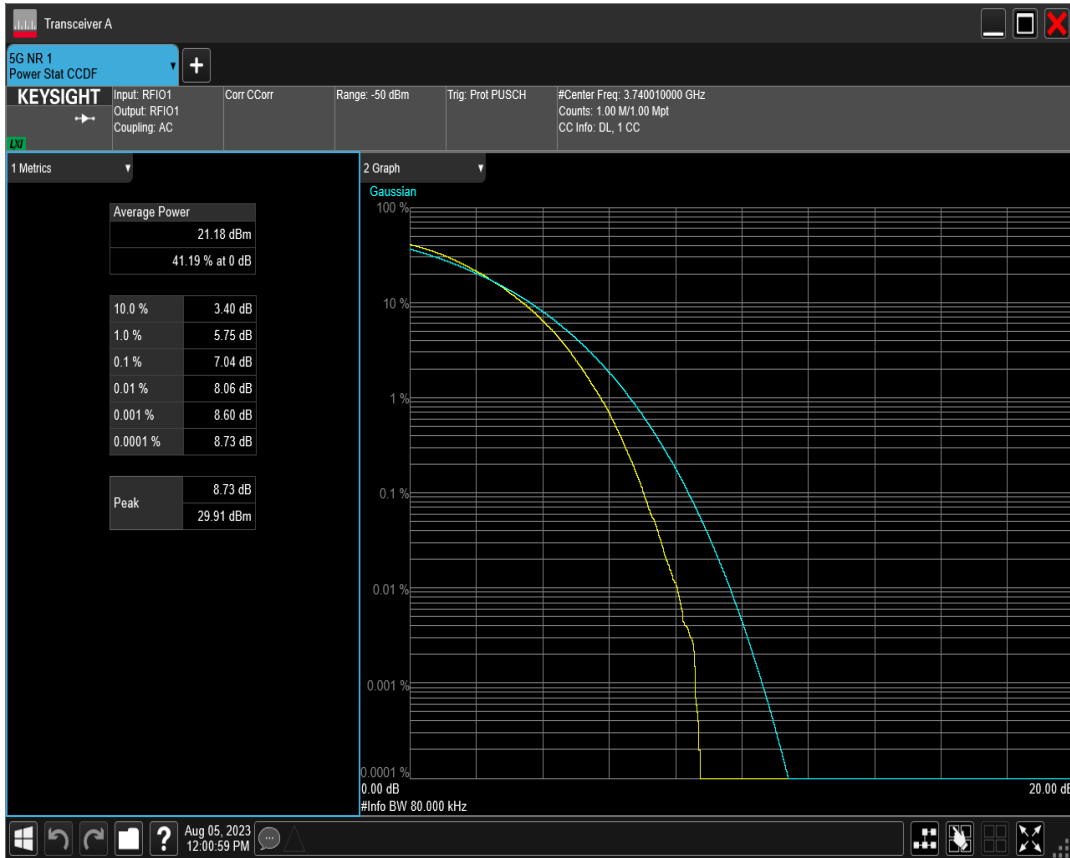 Transceiver A
5G NR 1
Power Stat CCDF
KEYSIGHT
LXI
Input: RFIO1
Output: RFIO1
Coupling: AC
Corr CCorr
Range: -50 dBm
Trig: Prot PUSCH
#Center Freq: 3.740010000 GHz
Counts: 1.00 M/1.00 Mpt
CC Info: DL, 1 CC
1 Metrics
Average Power
21.18 dBm
41.19 % at 0 dB
10.0 % 3.40 dB
1.0 % 5.75 dB
0.1 % 7.04 dB
0.01 % 8.06 dB
0.001 % 8.60 dB
0.0001 % 8.73 dB
Peak
8.73 dB
29.91 dBm
2 Graph
Gaussian
100 %
10 %
1 %
0.1 %
0.01 %
0.001 %
0.0001 %
0.00 dB
20.00 dB
#Info BW 80.000 kHz
?
Aug 05, 2023
12:00:59 PM